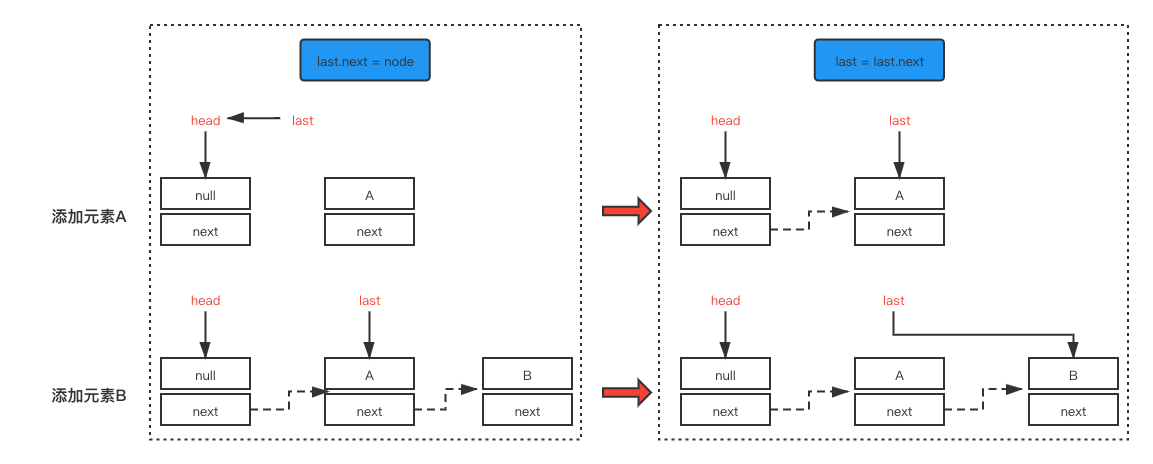 last.next = node
last = last.next
head
last
head
last
null
A
null
A
添加元素A
next
next
next
next
head
last
head
last
null
A
B
null
A
B
添加元素B
next
next
next
next
next
next